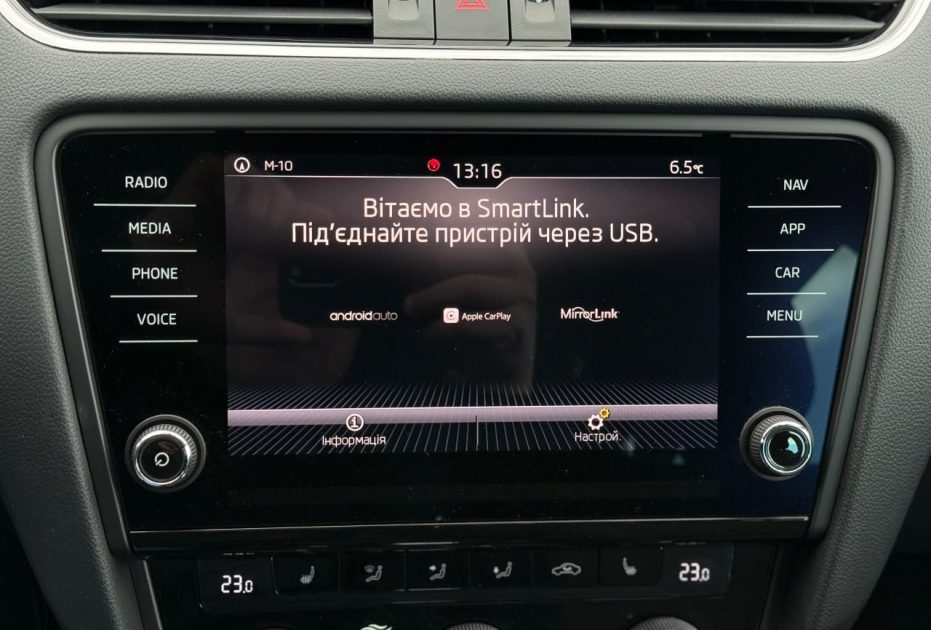 M-10
13:16
6.5°C
RADIO
MEDIA
PHONE
VOICE
Вітаємо в SmartLink.
Під'єднайте пристрій через USB.
androidauto
Apple CarPlay
MirrorLink
Інформація
Настрой.
NAV
APP
CAR
MENU
23.0
23.0